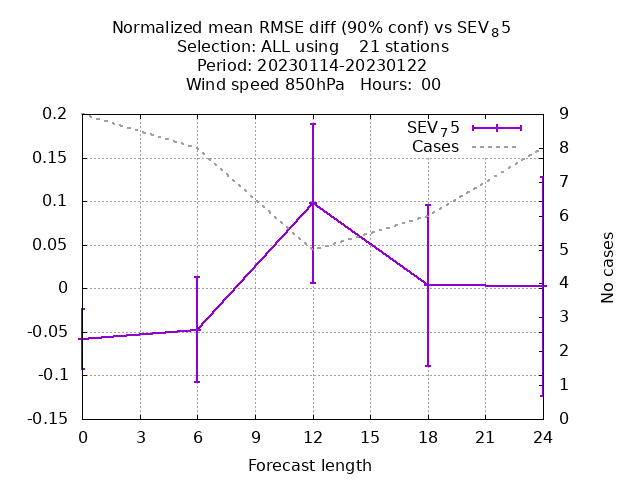 Normalized mean RMSE diff (90% conf) vs SEV₈5
Selection: ALL using    21 stations
Period: 20230114-20230122
Wind speed 850hPa   Hours:  00
SEV₇5
Cases
0.2
0.15
0.1
0.05
0
-0.05
-0.1
-0.15
9
8
7
6
5
4
3
2
1
0
No cases
0 3 6 9 12 15 18 21 24
Forecast length